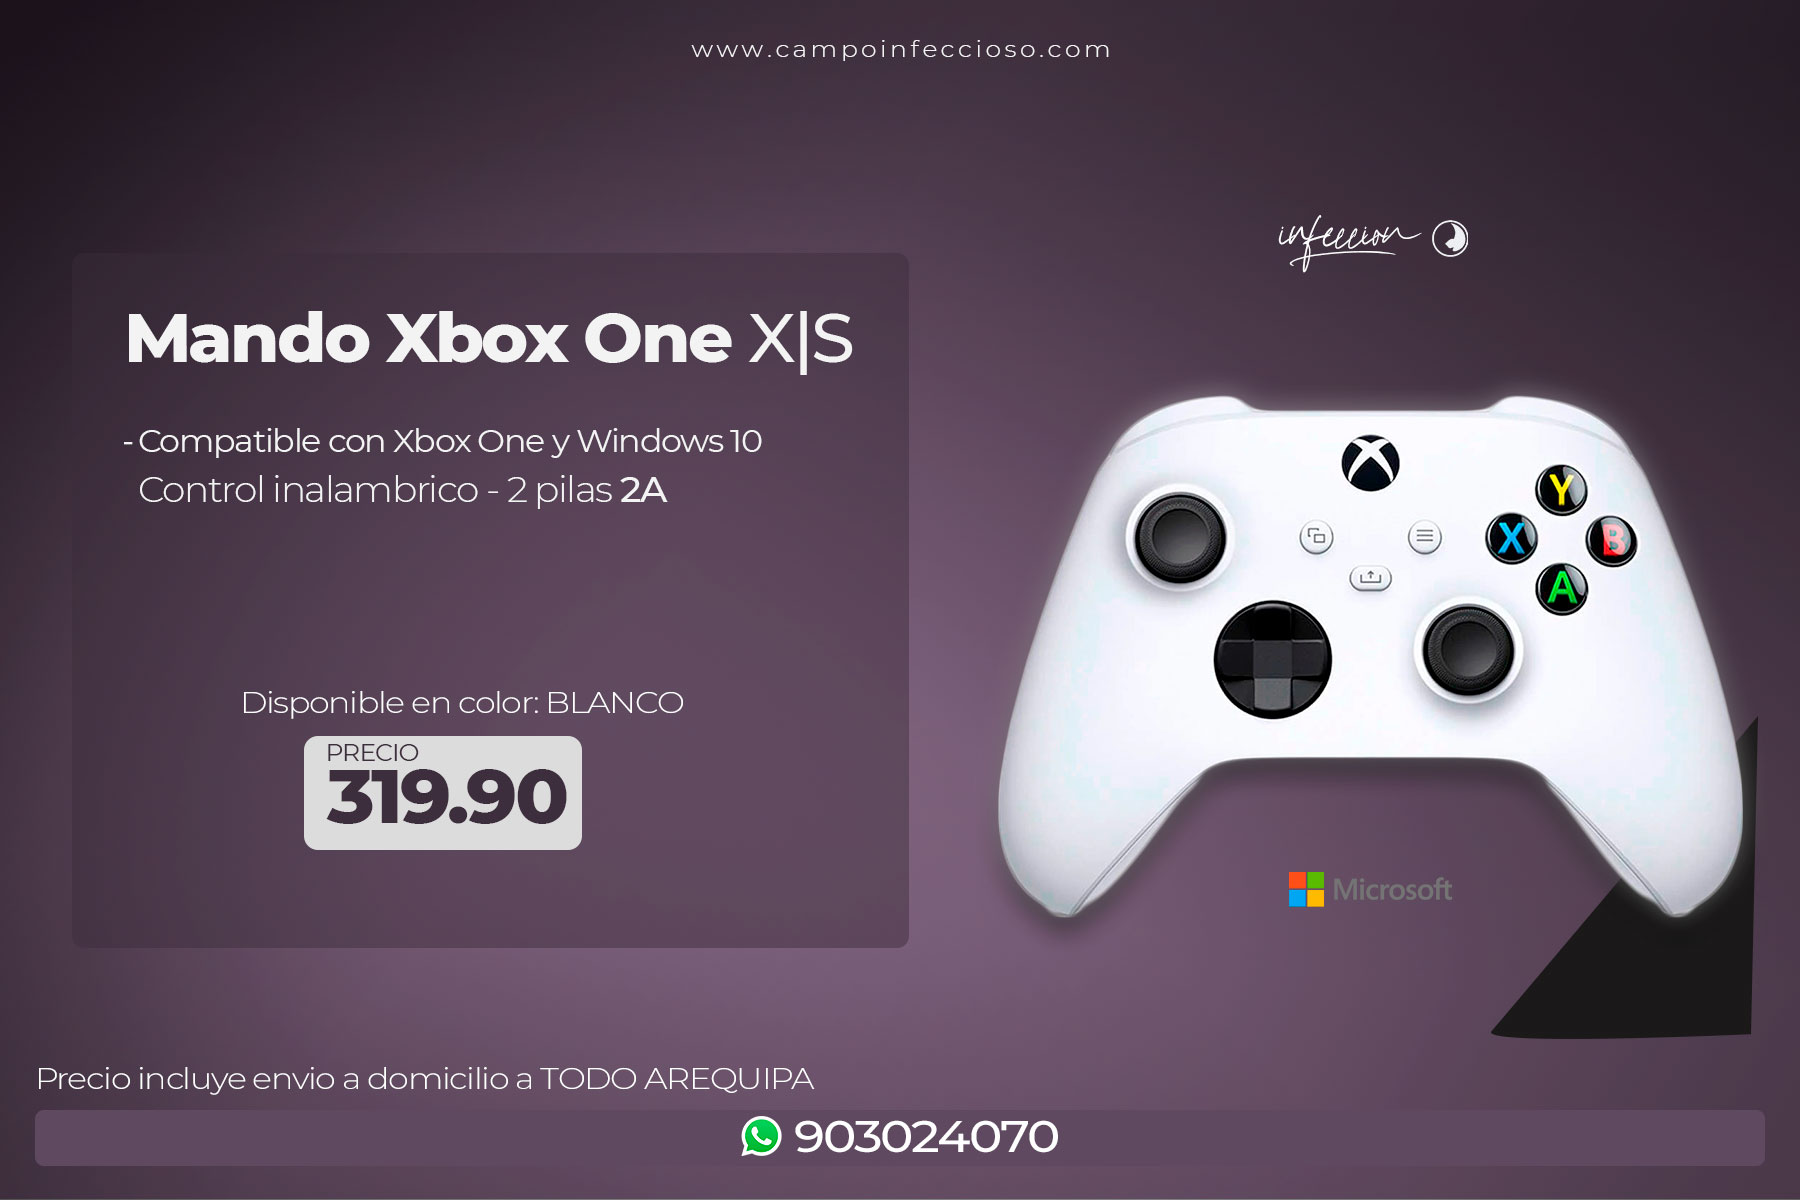 www.campoinfeccioso.com
infeccion
Mando Xbox One X|S
- Compatible con Xbox One y Windows 10
Control inalambrico - 2 pilas 2A
Y
X
B
A
Disponible en color: BLANCO
PRECIO
319.90
Microsoft
Precio incluye envio a domicilio a TODO AREQUIPA
903024070